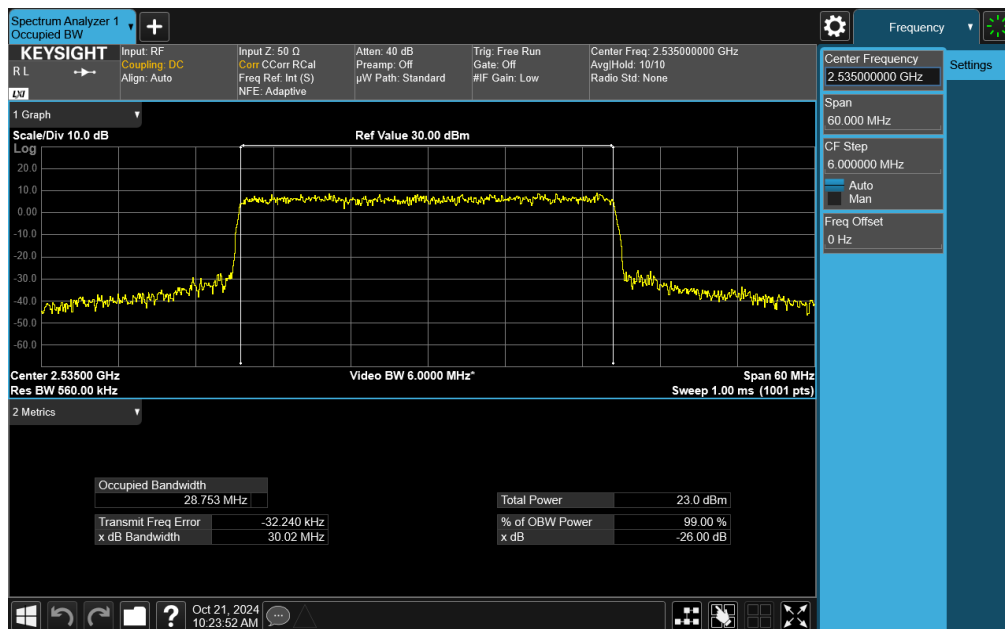 Spectrum Analyzer 1
Occupied BW
+
Frequency
KEYSIGHT
R L
LXI
Input: RF
Coupling: DC
Align: Auto
Input Z: 50 Ω
Corr CCorr RCal
Freq Ref: Int (S)
NFE: Adaptive
Atten: 40 dB
Preamp: Off
µW Path: Standard
Trig: Free Run
Gate: Off
#IF Gain: Low
Center Freq: 2.535000000 GHz
Avg|Hold: 10/10
Radio Std: None
Center Frequency
2.535000000 GHz
Settings
Span
60.000 MHz
CF Step
6.000000 MHz
Auto
Man
Freq Offset
0 Hz
1 Graph
Scale/Div 10.0 dB
Ref Value 30.00 dBm
Log
20.0
10.0
0.00
-10.0
-20.0
-30.0
-40.0
-50.0
-60.0
Center 2.53500 GHz
Video BW 6.0000 MHz*
Span 60 MHz
Res BW 560.00 kHz
Sweep 1.00 ms (1001 pts)
2 Metrics
Occupied Bandwidth
28.753 MHz
Total Power 23.0 dBm
Transmit Freq Error -32.240 kHz
% of OBW Power 99.00 %
x dB Bandwidth 30.02 MHz
x dB -26.00 dB
?
Oct 21, 2024
10:23:52 AM